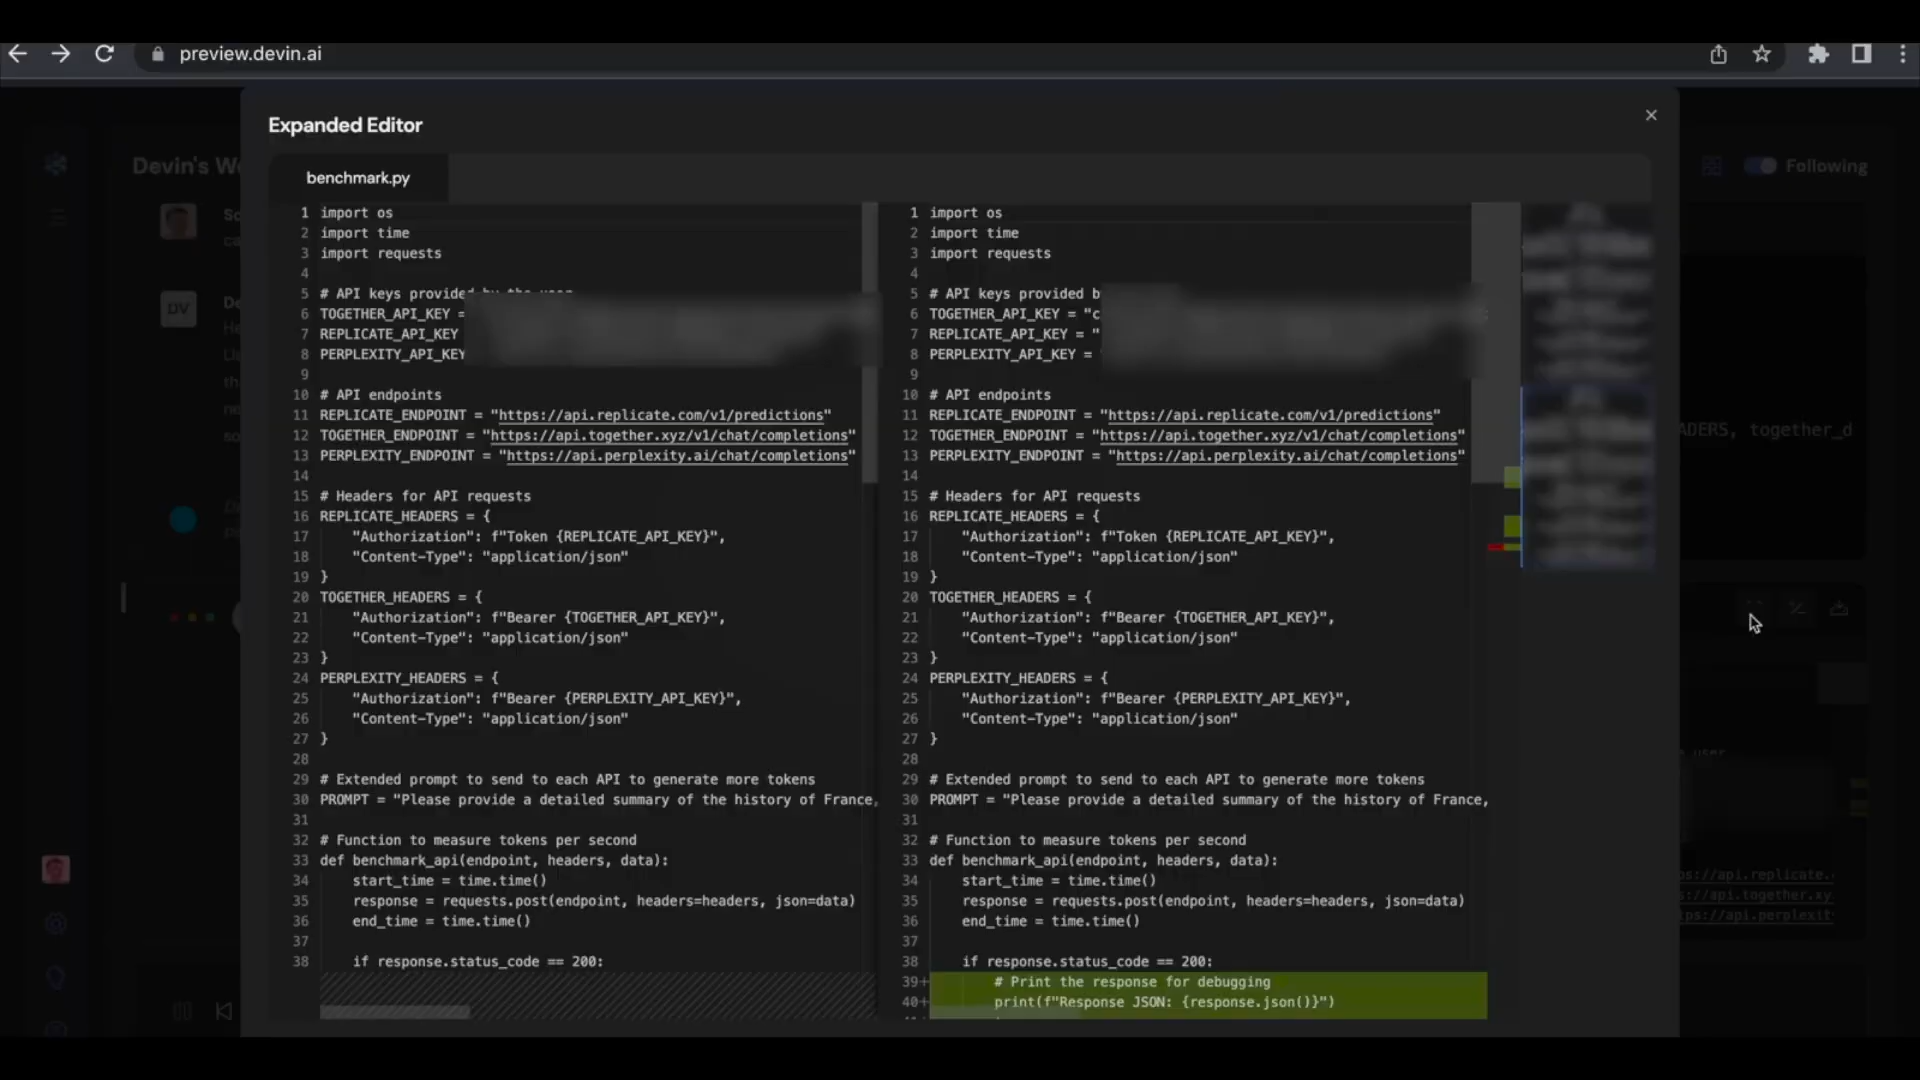 preview.devin.ai
Expanded Editor
Devin's W
Following
benchmark.py
1 import os
2 import time
3 import requests
4
5 # API keys provided by the user
6 TOGETHER_API_KEY =
7 REPLICATE_API_KEY
8 PERPLEXITY_API_KEY
9
10 # API endpoints
11 REPLICATE_ENDPOINT = "https://api.replicate.com/v1/predictions"
12 TOGETHER_ENDPOINT = "https://api.together.xyz/v1/chat/completions"
13 PERPLEXITY_ENDPOINT = "https://api.perplexity.ai/chat/completions"
14
15 # Headers for API requests
16 REPLICATE_HEADERS = {
17 "Authorization": f"Token {REPLICATE_API_KEY}",
18 "Content-Type": "application/json"
19 }
20 TOGETHER_HEADERS = {
21 "Authorization": f"Bearer {TOGETHER_API_KEY}",
22 "Content-Type": "application/json"
23 }
24 PERPLEXITY_HEADERS = {
25 "Authorization": f"Bearer {PERPLEXITY_API_KEY}",
26 "Content-Type": "application/json"
27 }
28
29 # Extended prompt to send to each API to generate more tokens
30 PROMPT = "Please provide a detailed summary of the history of France,
31
32 # Function to measure tokens per second
33 def benchmark_api(endpoint, headers, data):
34 start_time = time.time()
35 response = requests.post(endpoint, headers=headers, json=data)
36 end_time = time.time()
37
38 if response.status_code == 200:
1 import os
2 import time
3 import requests
4
5 # API keys provided b
6 TOGETHER_API_KEY = "c
7 REPLICATE_API_KEY = "
8 PERPLEXITY_API_KEY =
9
10 # API endpoints
11 REPLICATE_ENDPOINT = "https://api.replicate.com/v1/predictions"
12 TOGETHER_ENDPOINT = "https://api.together.xyz/v1/chat/completions"
13 PERPLEXITY_ENDPOINT = "https://api.perplexity.ai/chat/completions"
14
15 # Headers for API requests
16 REPLICATE_HEADERS = {
17 "Authorization": f"Token {REPLICATE_API_KEY}",
18 "Content-Type": "application/json"
19 }
20 TOGETHER_HEADERS = {
21 "Authorization": f"Bearer {TOGETHER_API_KEY}",
22 "Content-Type": "application/json"
23 }
24 PERPLEXITY_HEADERS = {
25 "Authorization": f"Bearer {PERPLEXITY_API_KEY}",
26 "Content-Type": "application/json"
27 }
28
29 # Extended prompt to send to each API to generate more tokens
30 PROMPT = "Please provide a detailed summary of the history of France,
31
32 # Function to measure tokens per second
33 def benchmark_api(endpoint, headers, data):
34 start_time = time.time()
35 response = requests.post(endpoint, headers=headers, json=data)
36 end_time = time.time()
37
38 if response.status_code == 200:
39+ # Print the response for debugging
40+ print(f"Response JSON: {response.json()}")
DV
ADERS, together_d
ps://api.replicate.
ps://api.together.xy
tps://api.perplexit